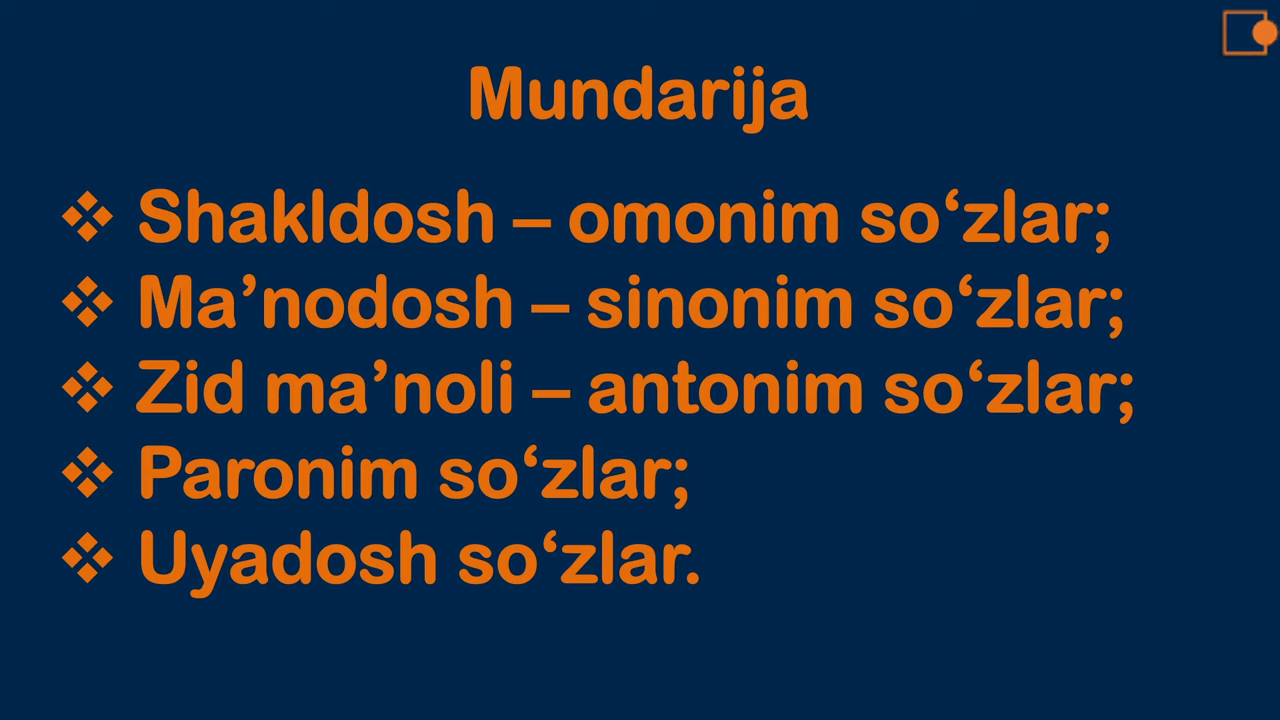 Mundarija
❖ Shakldosh – omonim so‘zlar;
❖ Ma’nodosh – sinonim so‘zlar;
❖ Zid ma’noli – antonim so‘zlar;
❖ Paronim so‘zlar;
❖ Uyadosh so‘zlar.